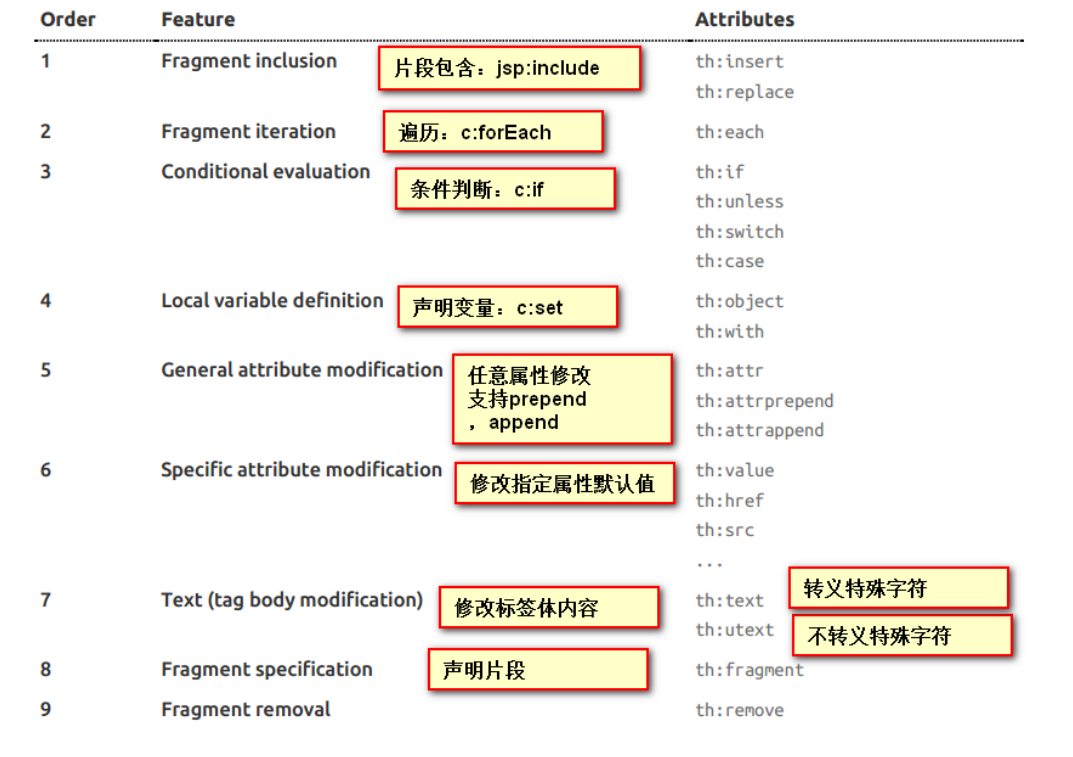 Order Feature Attributes
1 Fragment inclusion 片段包含：jsp:include th:insert
th:replace
2 Fragment iteration 遍历：c:forEach th:each
3 Conditional evaluation 条件判断：c:if th:if
th:unless
th:switch
th:case
4 Local variable definition 声明变量：c:set th:object
th:with
5 General attribute modification 任意属性修改 th:attr
支持prepend th:attrprepend
，append th:attrappend
6 Specific attribute modification 修改指定属性默认值 th:value
th:href
th:src
...
7 Text (tag body modification) 修改标签体内容 th:text 转义特殊字符
th:utext 不转义特殊字符
8 Fragment specification 声明片段 th:fragment
9 Fragment removal th:remove